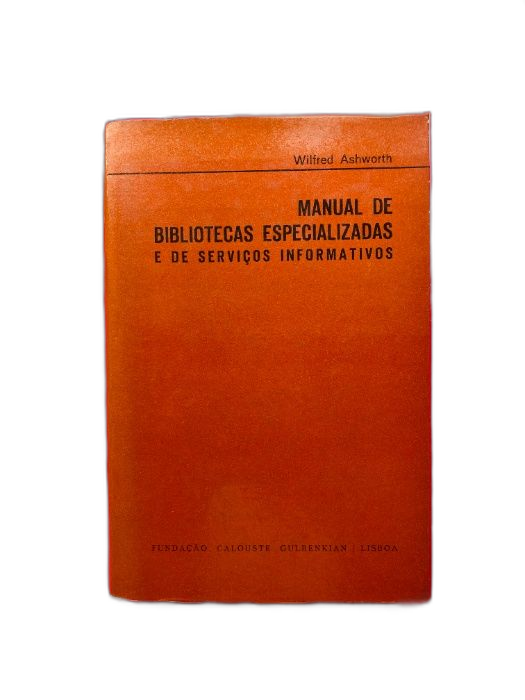 Wilfred Ashworth
MANUAL DE
BIBLIOTECAS ESPECIALIZADAS
E DE SERVIÇOS INFORMATIVOS
FUNDAÇÃO CALOUSTE GULBENKIAN | LISBOA